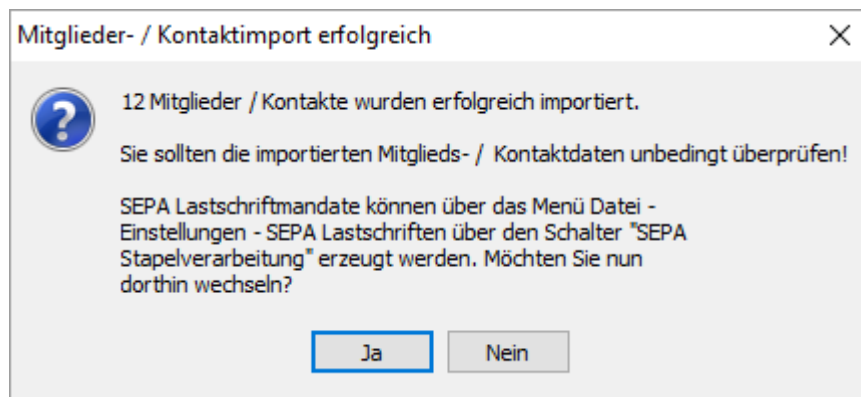 Mitglieder- / Kontaktimport erfolgreich
12 Mitglieder / Kontakte wurden erfolgreich importiert.
Sie sollten die importierten Mitglieds- / Kontaktdaten unbedingt überprüfen!
SEPA Lastschriftmandate können über das Menü Datei -
Einstellungen - SEPA Lastschriften über den Schalter "SEPA
Stapelverarbeitung" erzeugt werden. Möchten Sie nun
dorthin wechseln?
Ja
Nein